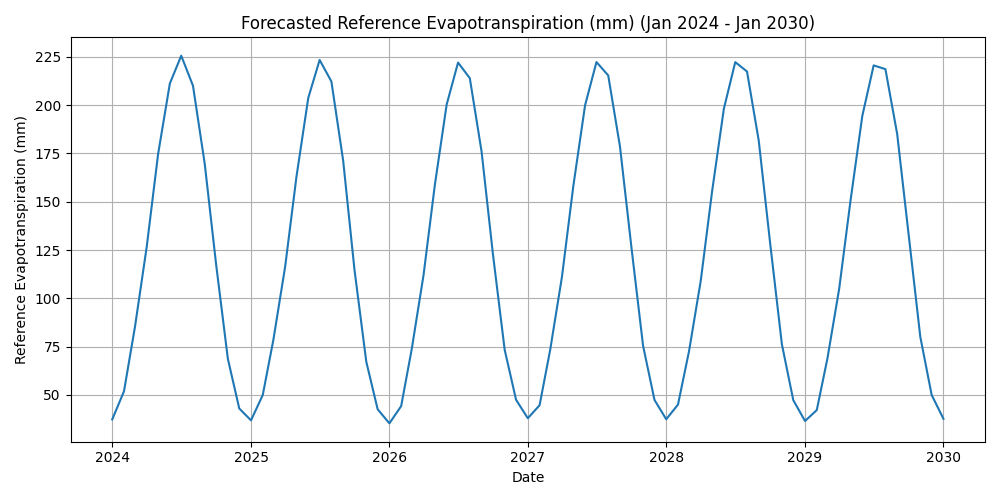 Forecasted Reference Evapotranspiration (mm) (Jan 2024 - Jan 2030)
Reference Evapotranspiration (mm)
225
200
175
150
125
100
75
50
2024 2025 2026 2027 2028 2029 2030
Date